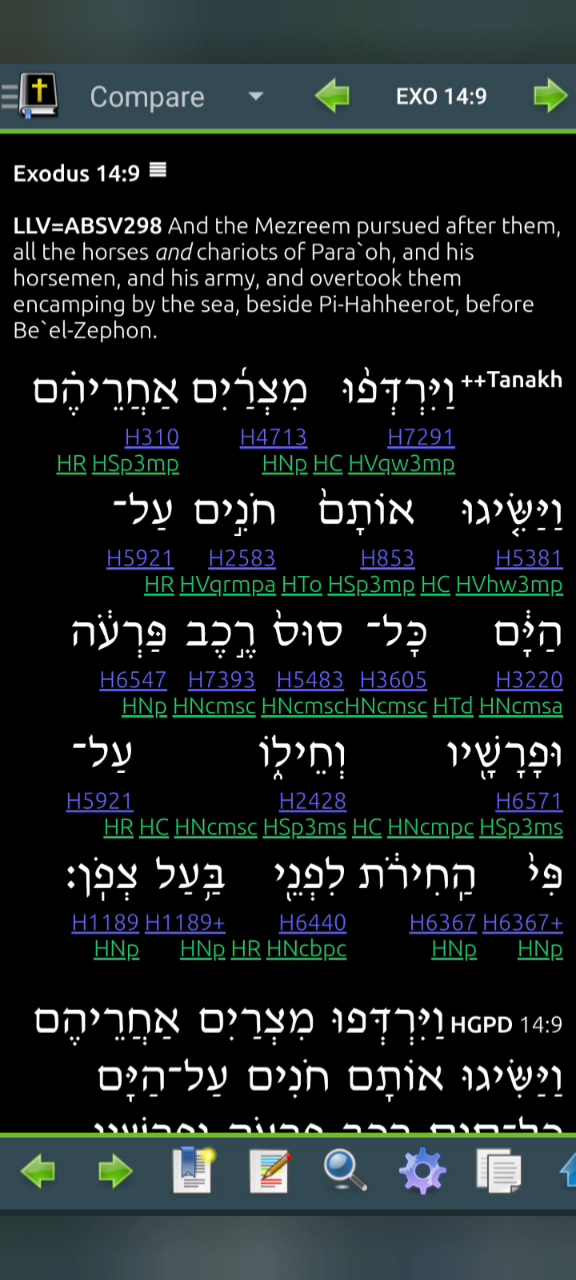 Compare
EXO 14:9
Exodus 14:9
LLV=ABSV298 And the Mezreem pursued after them,
all the horses and chariots of Para`oh, and his
horsemen, and his army, and overtook them
encamping by the sea, beside Pi-Hahheerot, before
Be`el-Zephon.
++Tanakh וַיִּרְדְּפ֨וּ מִצְרַ֜יִם אַחֲרֵיהֶ֗ם
H7291 H4713 H310
HR HSp3mp HNp HC HVqw3mp
וַיַּשִּׂ֤יגוּ אוֹתָם֙ חֹנִ֣ים עַל־
H5921 H2583 H853 H5381
HR HVqrmpa HTo HSp3mp HC HVhw3mp
הַיָּ֔ם כָּל־ סוּס֙ רֶ֣כֶב פַּרְעֹ֔ה
H6547 H7393 H5483 H3605 H3220
HNp HNcmsc HNcmscHNcmsc HTd HNcmsa
וּפָרָשָׁ֖יו וְחֵיל֑וֹ עַל־
H5921 H2428 H6571
HR HC HNcmsc HSp3ms HC HNcmpc HSp3ms
פִּי֙ הַֽחִירֹ֔ת לִפְנֵ֖י בַּ֥עַל צְפֹֽן׃
H1189 H1189+ H6440 H6367 H6367+
HNp HNp HR HNcbpc HNp HNp
HGPD 14:9 וַיִּרְדְּפוּ מִצְרַיִם אַחֲרֵיהֶם
וַיַּשִּׂיגוּ אוֹתָם חֹנִים עַל־הַיָּם